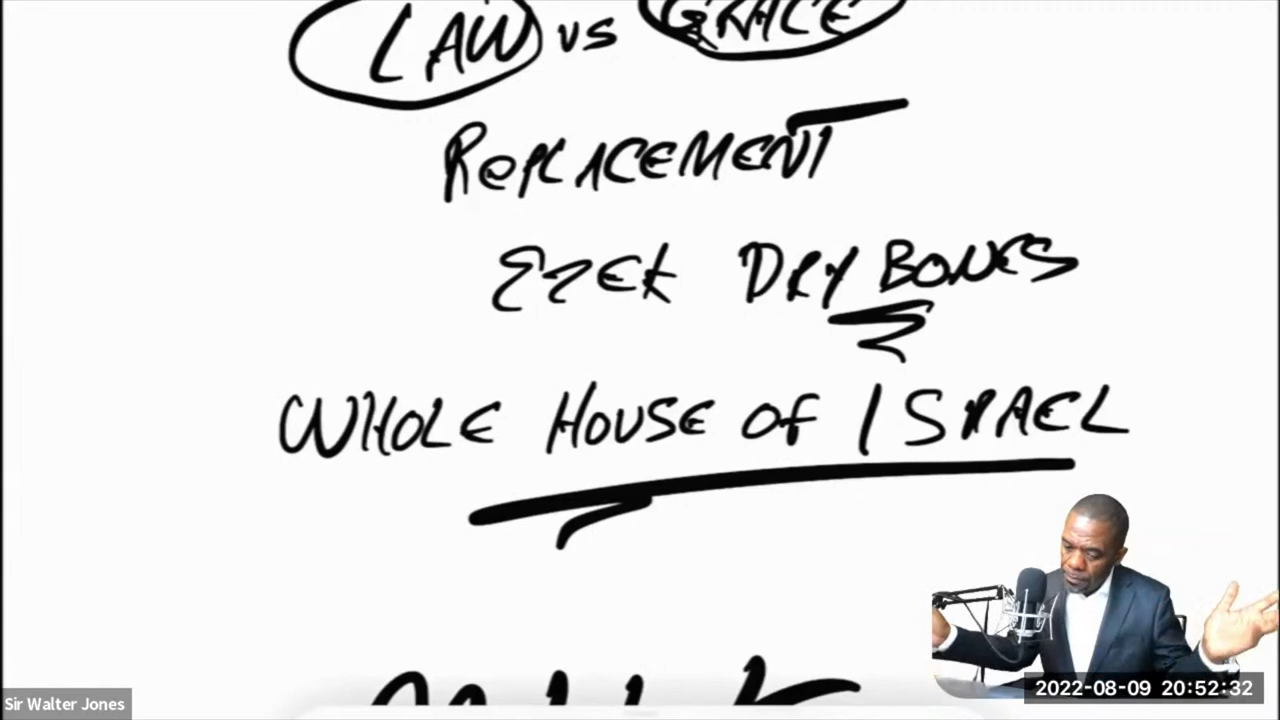 LAW vs GRACE
REPLACEMENT
EZEK DRY BONES
WHOLE HOUSE OF ISRAEL
Sir Walter Jones
2022-08-09 20:52:32